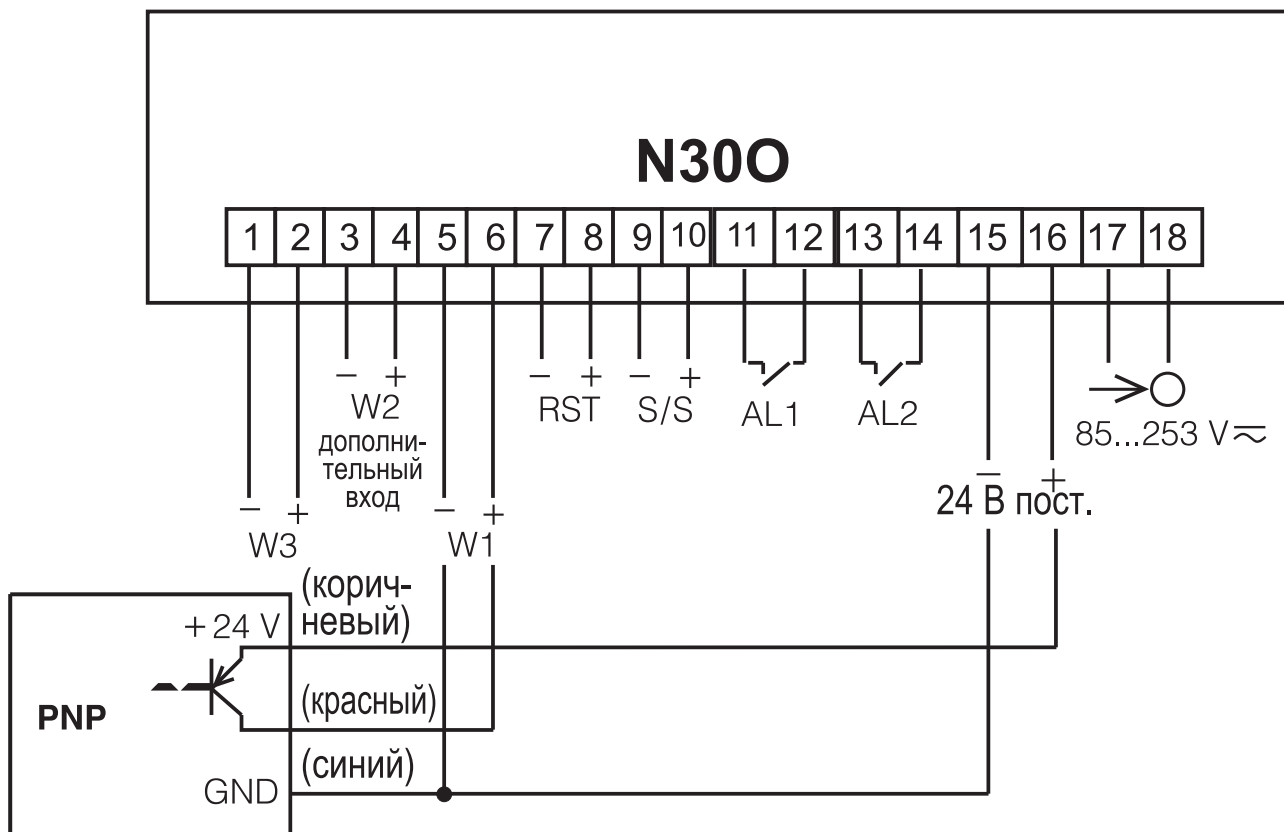 N30O
1 2 3 4 5 6 7 8 9 10 11 12 13 14 15 16 17 18
− + − + − +
W2 RST S/S AL1 AL2
дополни-
тельный
вход
85...253 V
− +
24 В пост.
− + − +
W3 W1
(корич-
невый)
+24 V
(красный)
PNP
(синий)
GND